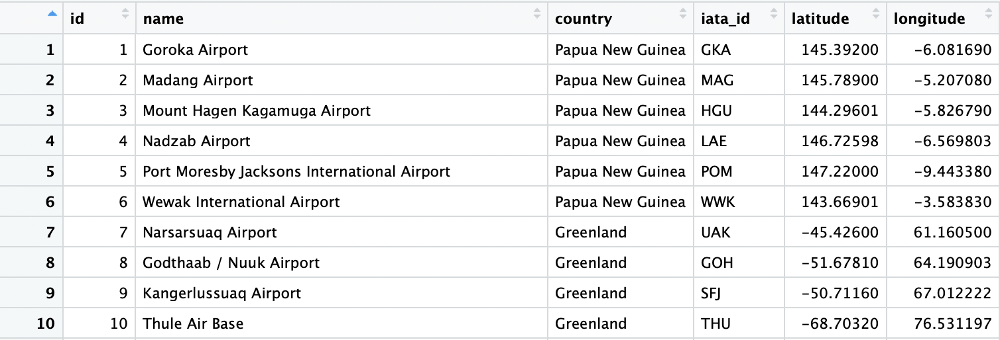 id name country iata_id latitude longitude
1 1 Goroka Airport Papua New Guinea GKA 145.39200 -6.081690
2 2 Madang Airport Papua New Guinea MAG 145.78900 -5.207080
3 3 Mount Hagen Kagamuga Airport Papua New Guinea HGU 144.29601 -5.826790
4 4 Nadzab Airport Papua New Guinea LAE 146.72598 -6.569803
5 5 Port Moresby Jacksons International Airport Papua New Guinea POM 147.22000 -9.443380
6 6 Wewak International Airport Papua New Guinea WWK 143.66901 -3.583830
7 7 Narsarsuaq Airport Greenland UAK -45.42600 61.160500
8 8 Godthaab / Nuuk Airport Greenland GOH -51.67810 64.190903
9 9 Kangerlussuaq Airport Greenland SFJ -50.71160 67.012222
10 10 Thule Air Base Greenland THU -68.70320 76.531197